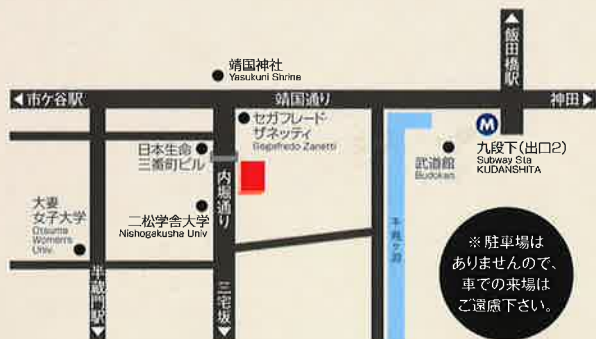 飯田橋駅
靖国神社
Yasukuni Shrine
市ケ谷駅
靖国通り
神田
セガフレード
ザネッティ
Segafredo Zanetti
M
九段下(出口2)
Subway Sta
KUDANSHITA
日本生命
三番町ビル
武道館
Budokan
内堀通り
大妻
女子大学
Otsuma
Women's
Univ.
二松学舎大学
Nishogakusha Univ
千鳥ヶ淵
半蔵門駅
三宅坂
※駐車場は
ありませんので、
車での来場は
ご遠慮下さい。